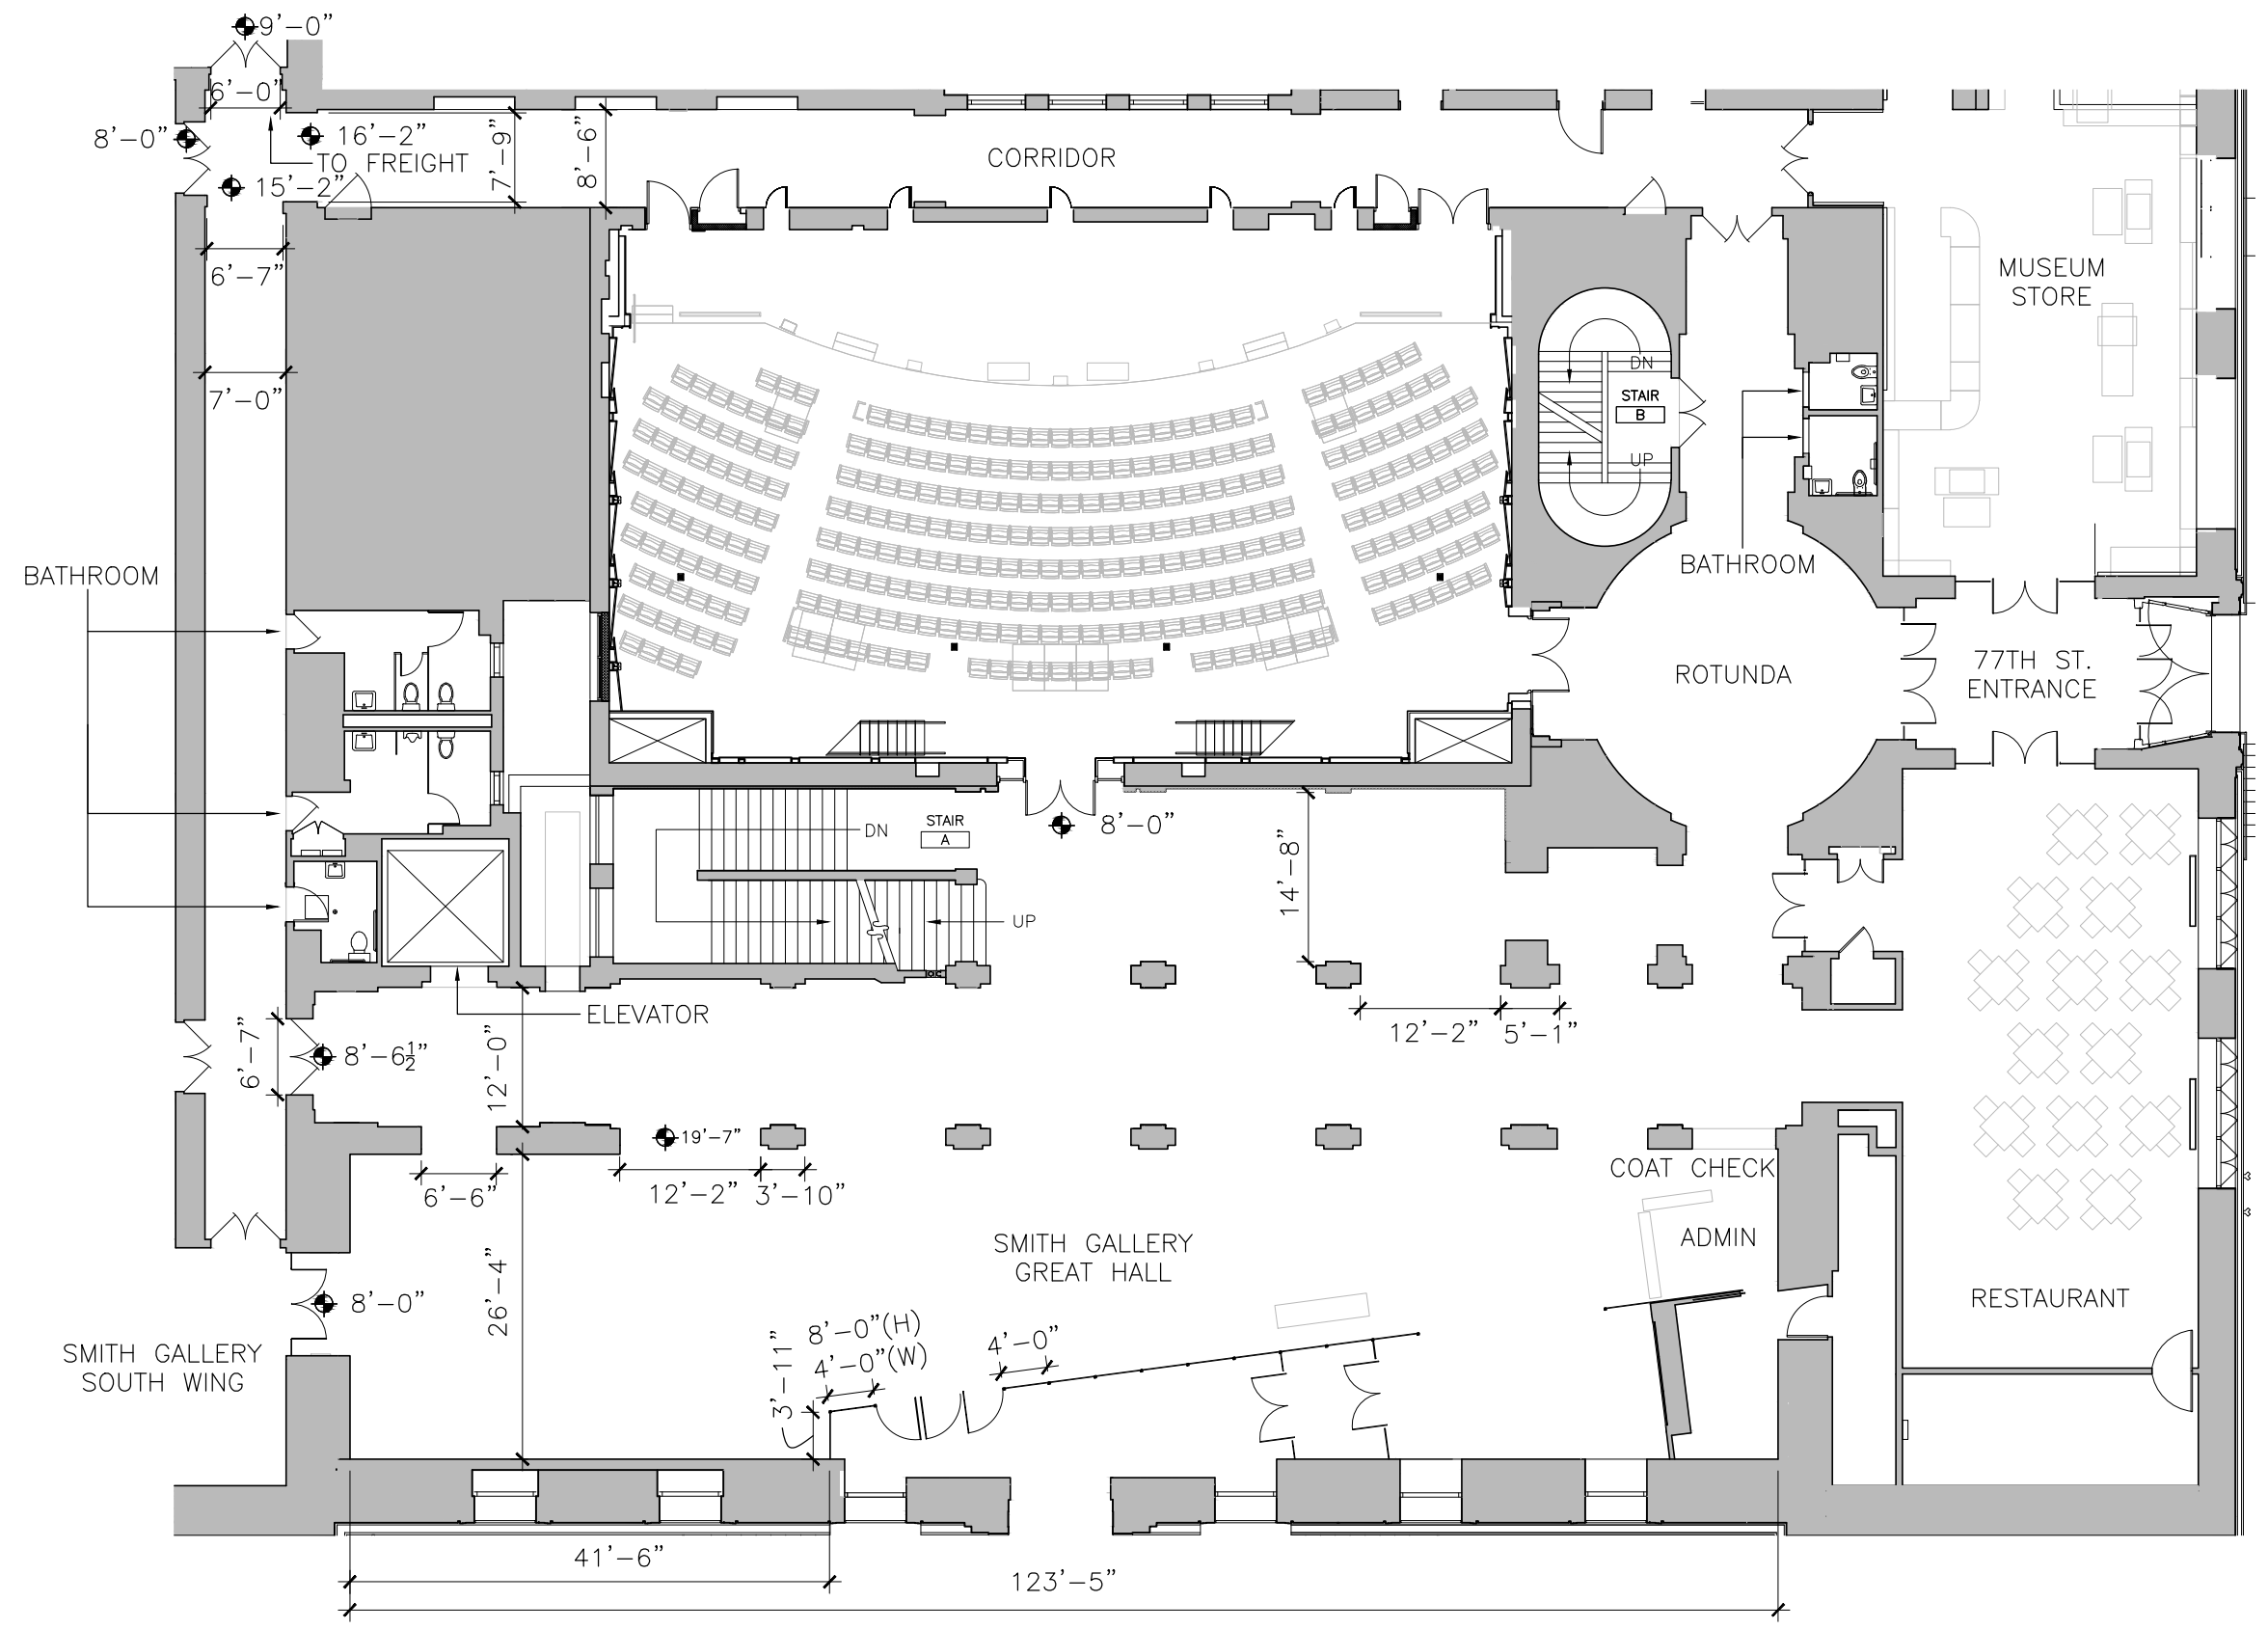 9'-0"
6'-0"
8'-0"
16'-2"
TO FREIGHT
15'-2"
7'-9"
8'-6"
CORRIDOR
6'-7"
7'-0"
MUSEUM
STORE
DN
STAIR
B
UP
BATHROOM
BATHROOM
ROTUNDA
77TH ST.
ENTRANCE
DN
STAIR
A
UP
8'-0"
14'-8"
ELEVATOR
12'-2"
5'-1"
6'-7"
8'-6½"
12'-0"
19'-7"
6'-6"
12'-2"
3'-10"
COAT CHECK
ADMIN
SMITH GALLERY
GREAT HALL
26'-4"
8'-0"
RESTAURANT
SMITH GALLERY
SOUTH WING
3'-11"
8'-0"(H)
4'-0"(W)
4'-0"
41'-6"
123'-5"